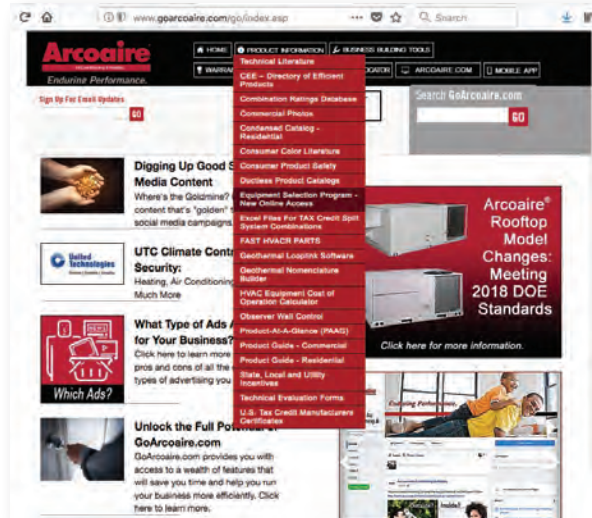 www.goarcoaire.com/go/index.asp
Search
Arcoaire
Enduring Performance.
HOME
PRODUCT INFORMATION
BUSINESS BUILDING TOOLS
WARRA
OCATOR
ARCOAIRE.COM
MOBILE APP
Sign Up For Email Updates
GO
Search GoArcoaire.com
GO
Technical Literature
CEE – Directory of Efficient
Products
Combination Ratings Database
Commercial Photos
Condensed Catalog -
Residential
Consumer Color Literature
Consumer Product Safety
Ductless Product Catalogs
Equipment Selection Program -
New Online Access
Excel Files For TAX Credit Split
System Combinations
FAST HVACR PARTS
Geothermal Looplink Software
Geothermal Nomenclature
Builder
HVAC Equipment Cost of
Operation Calculator
Observer Wall Control
Product-At-A-Glance (PAAG)
Product Guide - Commercial
Product Guide - Residential
State, Local and Utility
Incentives
Technical Evaluation Forms
U.S. Tax Credit Manufacturers
Certificates
Digging Up Good S
Media Content
Where's the Goldmine?
content that's "golden" t
social media campaigns
United
Technologies
UTC Climate Contr
Security:
Heating, Air Conditioning
Much More
Which Ads?
What Type of Ads A
for Your Business?
Click here to learn more
pros and cons of all the
types of advertising you
Unlock the Full Potential of
GoArcoaire.com
GoArcoaire.com provides you with
access to a wealth of features that
will save you time and help you run
your business more efficiently. Click
here to learn more.
Arcoaire®
Rooftop
Model
Changes:
Meeting
2018 DOE
Standards
Click here for more information.
Enduring Performance.